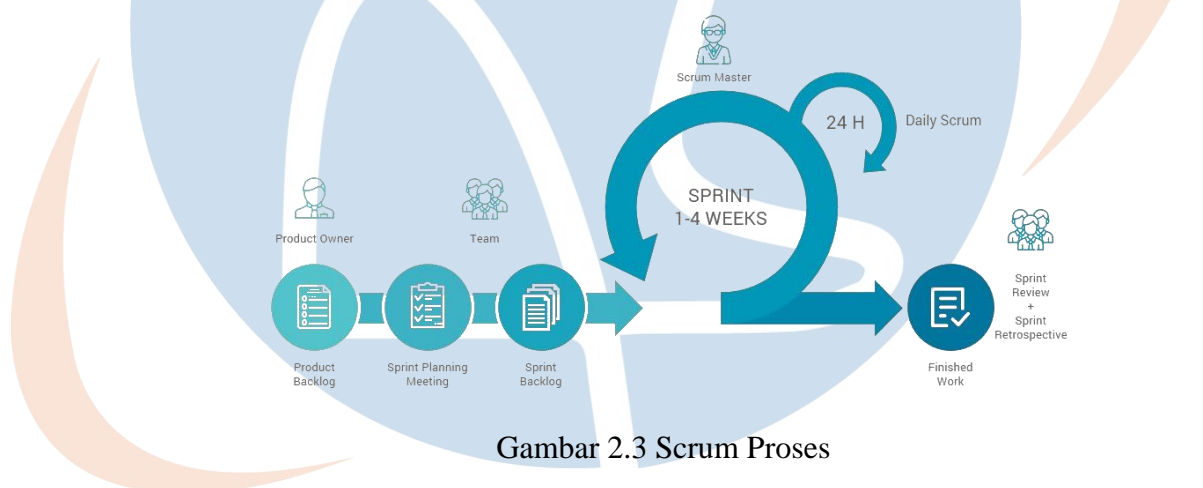 Scrum Master
24 H
Daily Scrum
SPRINT
1-4 WEEKS
Product Owner
Team
Sprint
Review
+
Sprint
Retrospective
Product
Backlog
Sprint Planning
Meeting
Sprint
Backlog
Finished
Work
Gambar 2.3 Scrum Proses